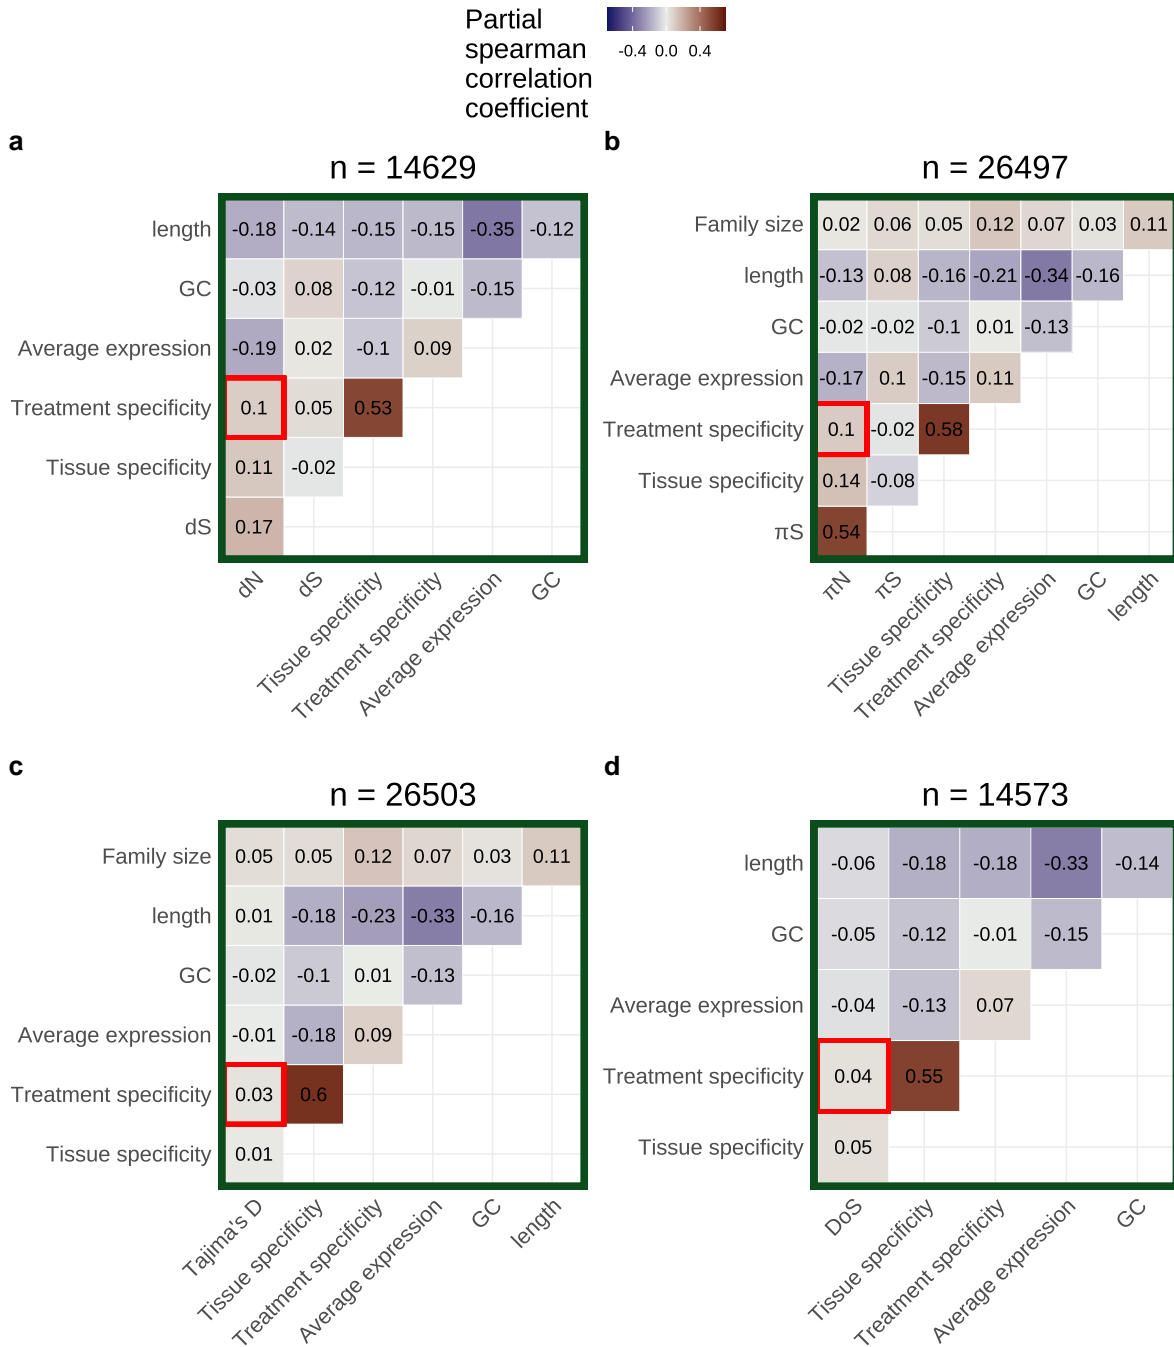 Partial
spearman
correlation
coefficient
-0.4 0.0 0.4
a
n = 14629
length -0.18 -0.14 -0.15 -0.15 -0.35 -0.12
GC -0.03 0.08 -0.12 -0.01 -0.15
Average expression -0.19 0.02 -0.1 0.09
Treatment specificity 0.1 0.05 0.53
Tissue specificity 0.11 -0.02
dS 0.17
dN dS Tissue specificity Treatment specificity Average expression GC
b
n = 26497
Family size 0.02 0.06 0.05 0.12 0.07 0.03 0.11
length -0.13 0.08 -0.16 -0.21 -0.34 -0.16
GC -0.02 -0.02 -0.1 0.01 -0.13
Average expression -0.17 0.1 -0.15 0.11
Treatment specificity 0.1 -0.02 0.58
Tissue specificity 0.14 -0.08
πS 0.54
πN πS Tissue specificity Treatment specificity Average expression GC length
c
n = 26503
Family size 0.05 0.05 0.12 0.07 0.03 0.11
length 0.01 -0.18 -0.23 -0.33 -0.16
GC -0.02 -0.1 0.01 -0.13
Average expression -0.01 -0.18 0.09
Treatment specificity 0.03 0.6
Tissue specificity 0.01
Tajima's D Tissue specificity Treatment specificity Average expression GC length
d
n = 14573
length -0.06 -0.18 -0.18 -0.33 -0.14
GC -0.05 -0.12 -0.01 -0.15
Average expression -0.04 -0.13 0.07
Treatment specificity 0.04 0.55
Tissue specificity 0.05
DoS Tissue specificity Treatment specificity Average expression GC